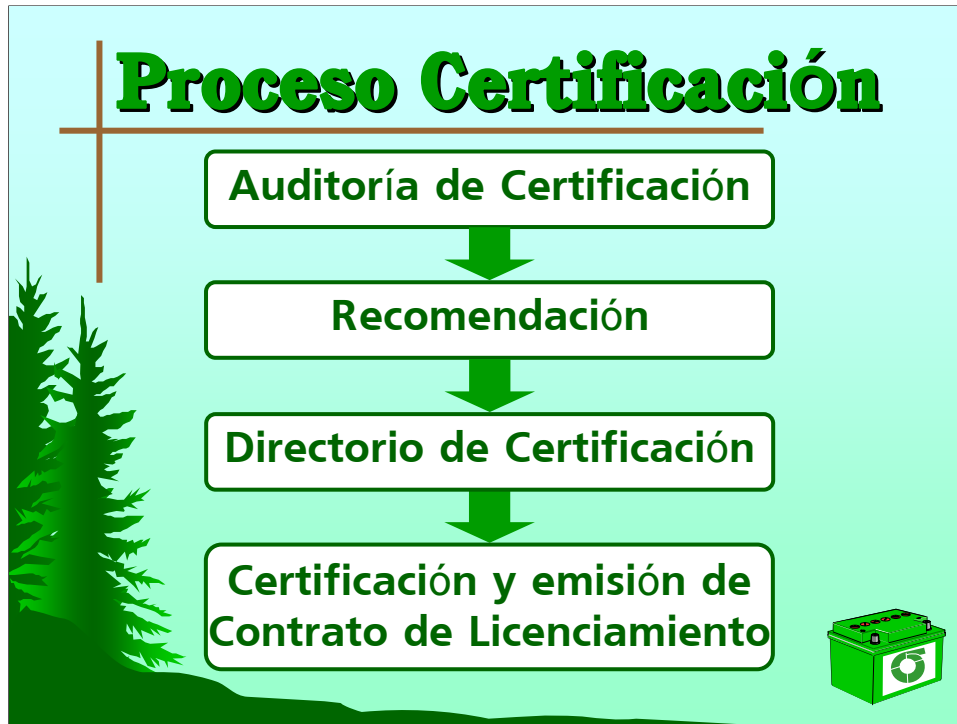 Proceso Certificación
Auditoría de Certificación
Recomendación
Directorio de Certificación
Certificación y emisión de
Contrato de Licenciamiento